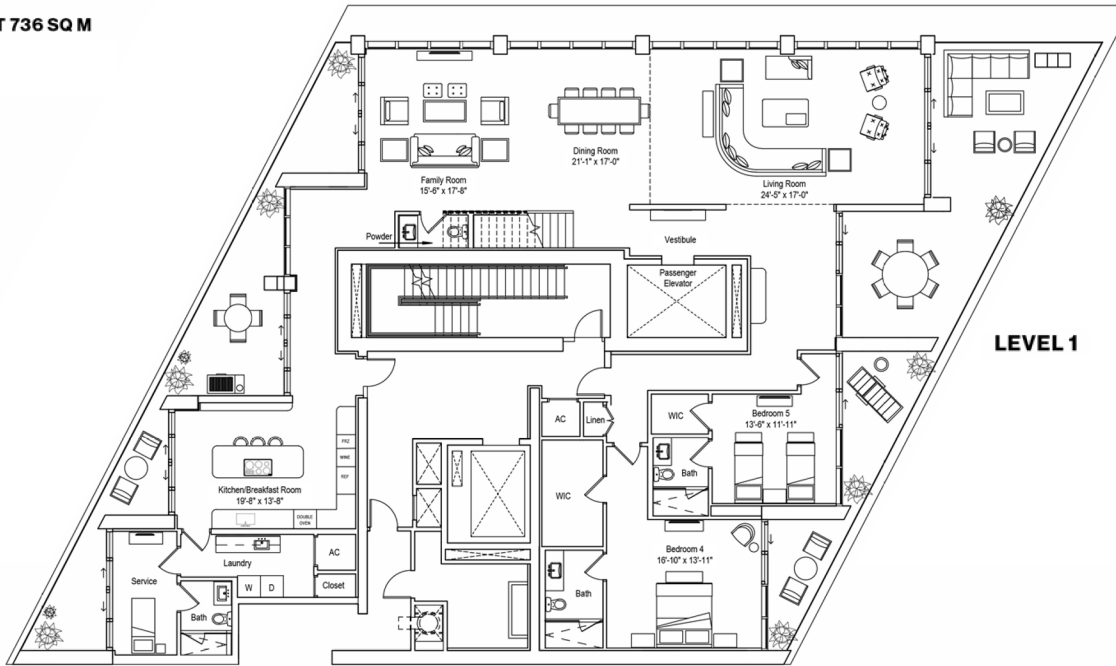 T 736 SQ M
Family Room
15'-6" x 17'-8"
Dining Room
21'-1" x 17'-0"
Living Room
24'-5" x 17'-0"
Powder
Vestibule
Passenger
Elevator
LEVEL 1
AC
Linen
WIC
Bedroom 5
13'-6" x 11'-11"
Bath
FRZ
WINE
REF
Kitchen/Breakfast Room
19'-8" x 13'-8"
DOUBLE
OVEN
WIC
Laundry
AC
Service
W
D
Closet
Bath
Bath
Bedroom 4
16'-10" x 13'-11"